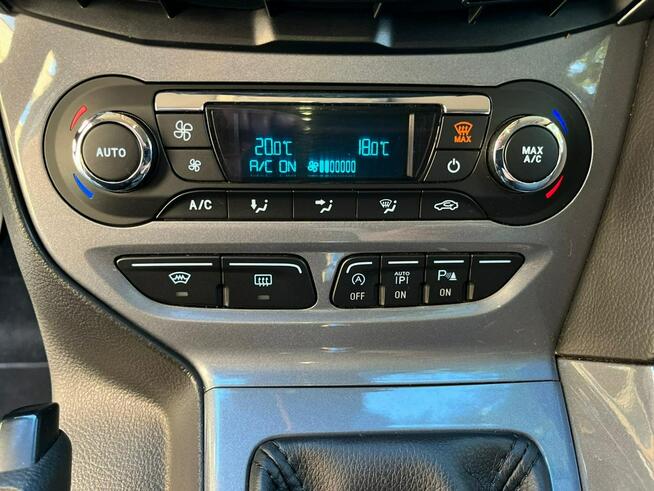 AUTO
20.0°C
18.0°C
A/C ON
MAX
MAX
A/C
A/C
A
OFF
AUTO
P
ON
P
ON